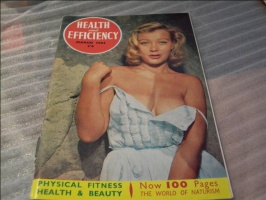 HEALTH
and
EFFICIENCY
PHYSICAL FITNESS
HEALTH & BEAUTY
Now 100 Pages
THE WORLD OF NATURISM